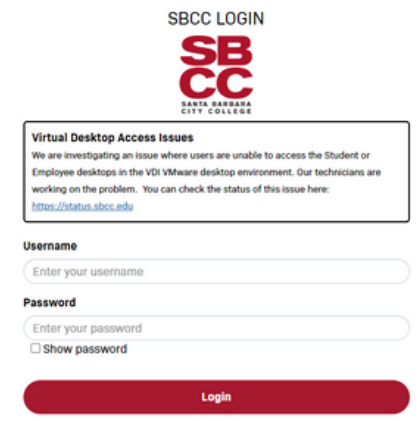 SBCC LOGIN
SB
CC
SANTA BARBARA
CITY COLLEGE
Virtual Desktop Access Issues
We are investigating an issue where users are unable to access the Student or
Employee desktops in the VDI VMware desktop environment. Our technicians are
working on the problem. You can check the status of this issue here:
https://status.sbcc.edu
Username
Enter your username
Password
Enter your password
Show password
Login